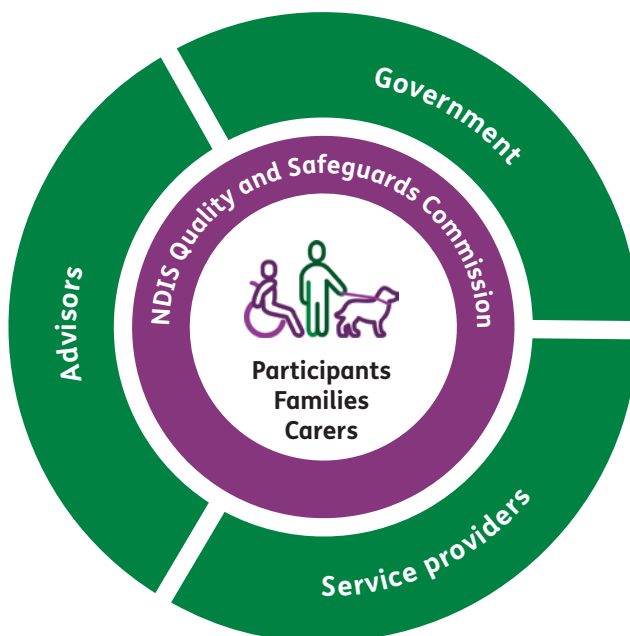 Government
NDIS Quality and Safeguards Commission
Advisors
Participants
Families
Carers
Service providers